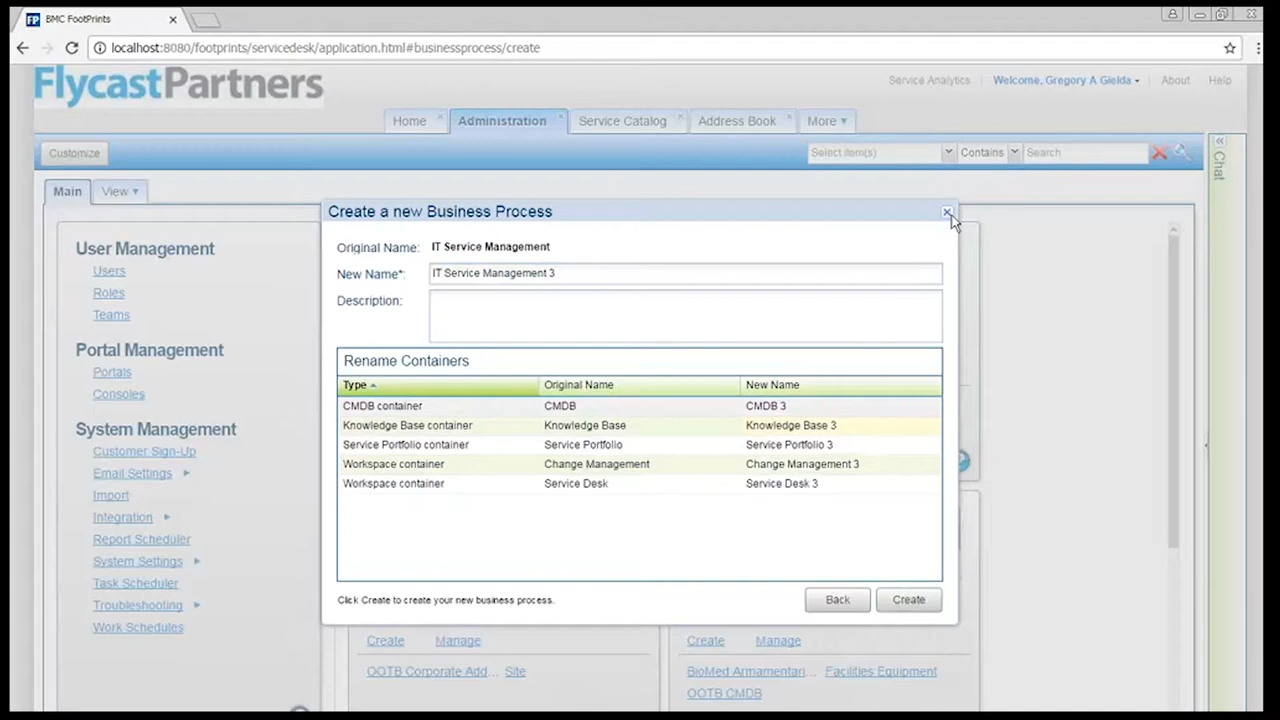 BMC FootPrints
localhost:8080/footprints/servicedesk/application.html#businessprocess/create
FlycastPartners
Service Analytics Welcome, Gregory A Gielda About Help
Home Administration Service Catalog Address Book More
Customize Select item(s) Contains Search
Chat
Main View
Create a new Business Process
Original Name: IT Service Management
New Name*: IT Service Management 3
Description:
Rename Containers
Type Original Name New Name
CMDB container CMDB CMDB 3
Knowledge Base container Knowledge Base Knowledge Base 3
Service Portfolio container Service Portfolio Service Portfolio 3
Workspace container Change Management Change Management 3
Workspace container Service Desk Service Desk 3
Click Create to create your new business process. Back Create
User Management
Users
Roles
Teams
Portal Management
Portals
Consoles
System Management
Customer Sign-Up
Email Settings
Import
Integration
Report Scheduler
System Settings
Task Scheduler
Troubleshooting
Work Schedules
Create Manage Create Manage
OOTB Corporate Add... Site BioMed Armamentari... Facilities Equipment
OOTB CMDB